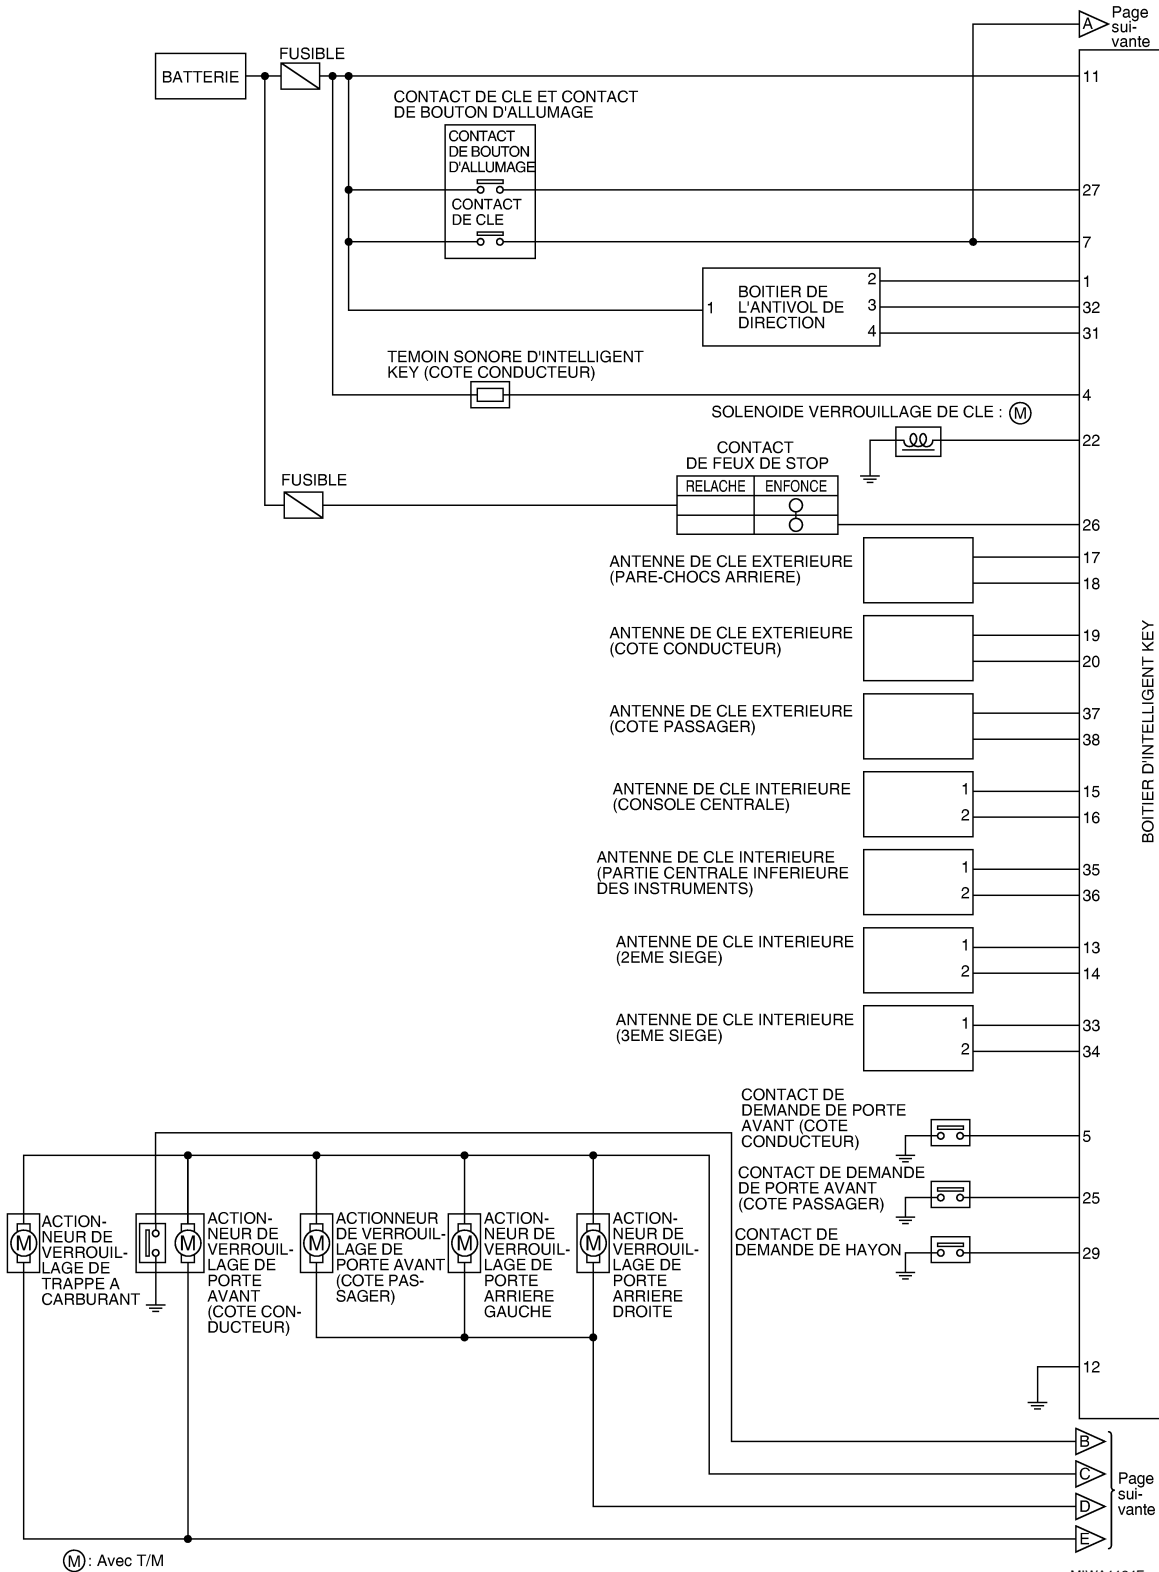 A
Page
sui-
vante
FUSIBLE
BATTERIE
11
CONTACT DE CLE ET CONTACT
DE BOUTON D'ALLUMAGE
CONTACT
DE BOUTON
D'ALLUMAGE
27
CONTACT
DE CLE
7
BOITIER DE
L'ANTIVOL DE
DIRECTION
1
2
3
4
1
32
31
TEMOIN SONORE D'INTELLIGENT
KEY (COTE CONDUCTEUR)
4
SOLENOIDE VERROUILLAGE DE CLE : M
22
CONTACT
DE FEUX DE STOP
RELACHE ENFONCE
FUSIBLE
26
ANTENNE DE CLE EXTERIEURE
(PARE-CHOCS ARRIERE)
17
18
ANTENNE DE CLE EXTERIEURE
(COTE CONDUCTEUR)
19
20
ANTENNE DE CLE EXTERIEURE
(COTE PASSAGER)
37
38
ANTENNE DE CLE INTERIEURE
(CONSOLE CENTRALE)
1 15
2 16
ANTENNE DE CLE INTERIEURE
(PARTIE CENTRALE INFERIEURE
DES INSTRUMENTS)
1 35
2 36
ANTENNE DE CLE INTERIEURE
(2EME SIEGE)
1 13
2 14
ANTENNE DE CLE INTERIEURE
(3EME SIEGE)
1 33
2 34
BOITIER D'INTELLIGENT KEY
CONTACT DE
DEMANDE DE PORTE
AVANT (COTE
CONDUCTEUR)
5
CONTACT DE DEMANDE
DE PORTE AVANT
(COTE PASSAGER)
25
CONTACT DE
DEMANDE DE HAYON
29
M
ACTION-
NEUR DE
VERROUIL-
LAGE DE
TRAPPE A
CARBURANT
M
ACTION-
NEUR DE
VERROUIL-
LAGE DE
PORTE
AVANT
(COTE CON-
DUCTEUR)
M
ACTIONNEUR
DE VERROUIL-
LAGE DE
PORTE AVANT
(COTE PAS-
SAGER)
M
ACTION-
NEUR DE
VERROUIL-
LAGE DE
PORTE
ARRIERE
GAUCHE
M
ACTION-
NEUR DE
VERROUIL-
LAGE DE
PORTE
ARRIERE
DROITE
12
B
C
D
E
Page
sui-
vante
M : Avec T/M